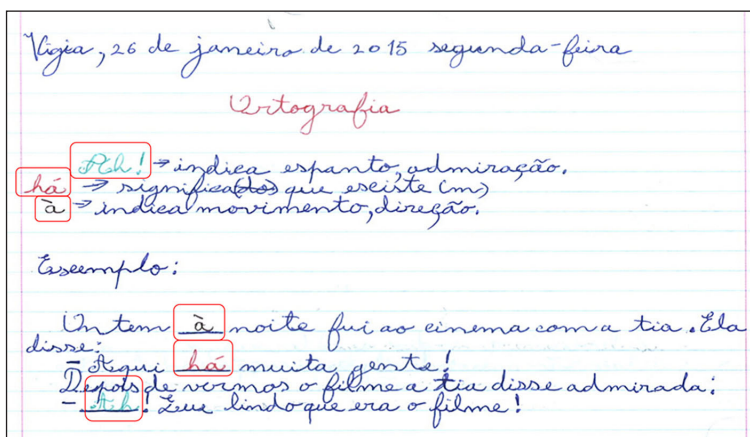 Vigia, 26 de janeiro de 2015 segunda-feira
Ortografia
Ah! → indica espanto, admiração.
há → significa(do) que existe (m)
à → indica movimento, direção.
Exemplo:
Ontem à noite fui ao cinema com a tia. Ela
disse:
– Aqui há muita gente!
Depois de vermos o filme a tia disse admirada:
– Ah! Que lindo que era o filme!